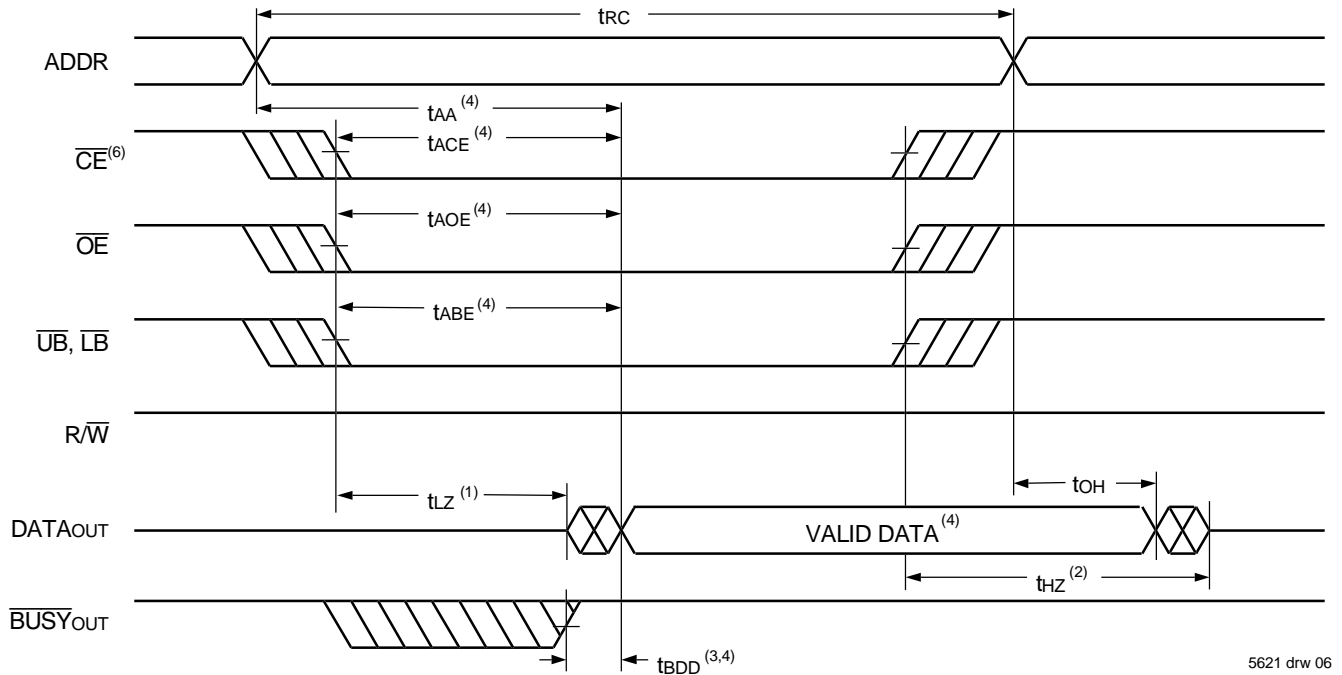 tRC
ADDR
tAA (4)
CE(6)
tACE (4)
OE
tAOE (4)
UB, LB
tABE (4)
R/W
tLZ (1)
tOH
DATAOUT
VALID DATA(4)
tHZ (2)
BUSYOUT
tBDD (3,4)
5621 drw 06